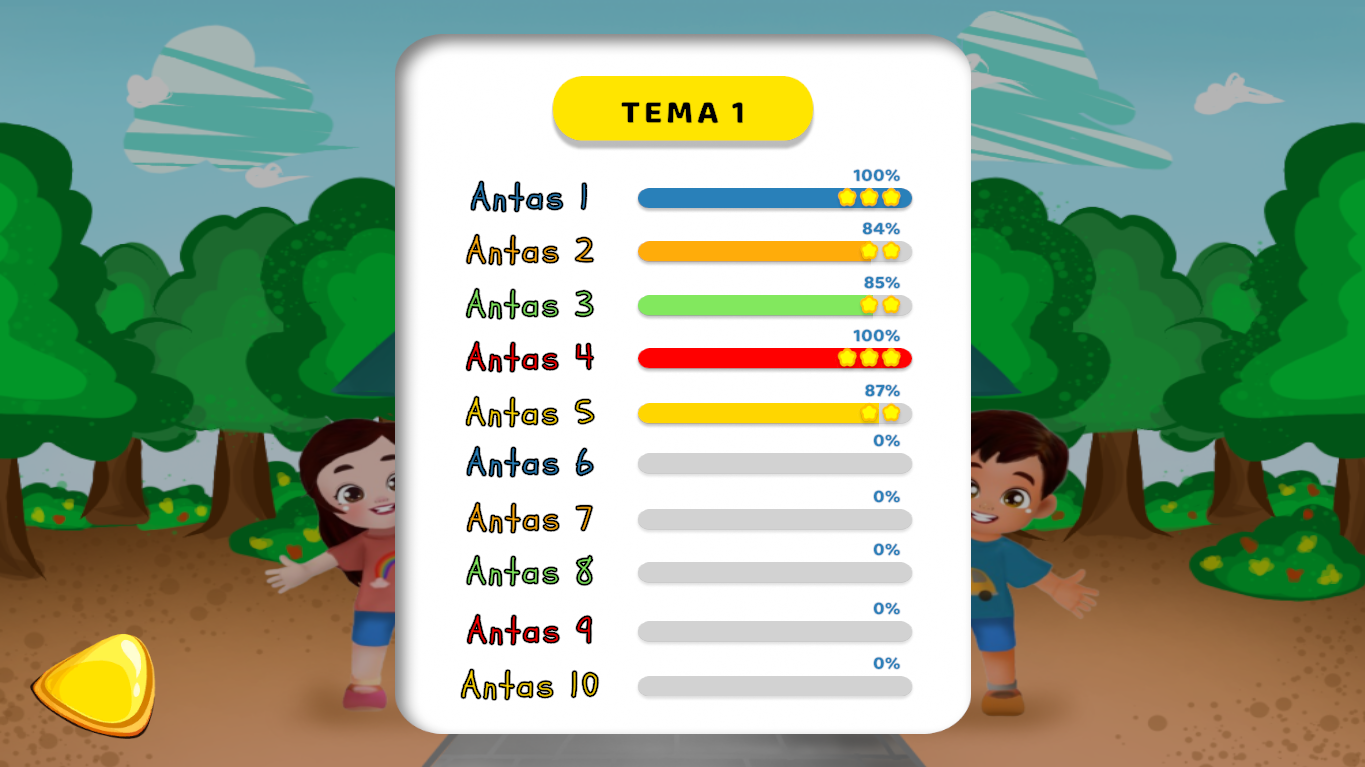 TEMA 1
100%
Antas 1
84%
Antas 2
85%
Antas 3
100%
Antas 4
87%
Antas 5
0%
Antas 6
0%
Antas 7
0%
Antas 8
0%
Antas 9
0%
Antas 10